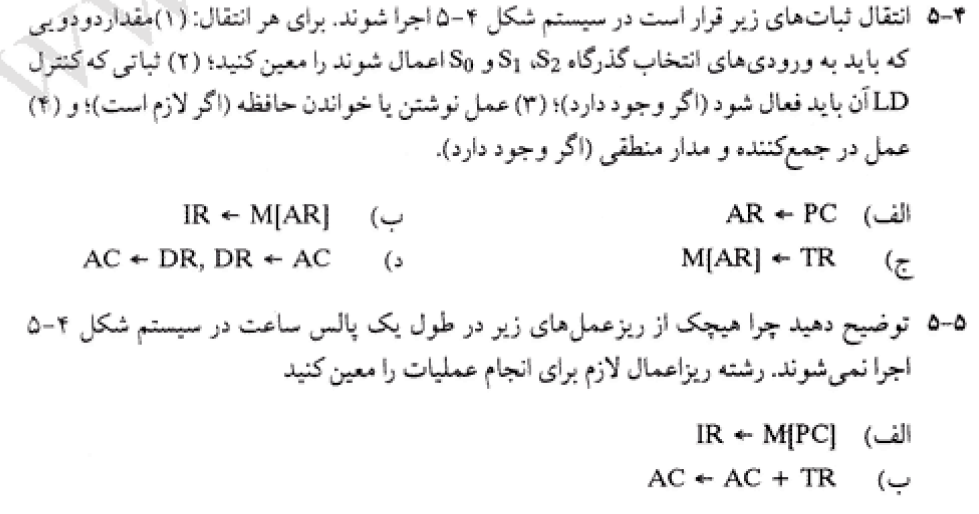 ۵-۴ انتقال ثبات‌های زیر قرار است در سیستم شکل ۴-۵ اجرا شوند. برای هر انتقال: (۱) مقدار دودویی
که باید به ورودی‌های انتخاب گذرگاه S2، S1 و S0 اعمال شوند را معین کنید؛ (۲) ثباتی که کنترل
LD آن باید فعال شود (اگر وجود دارد)؛ (۳) عمل نوشتن یا خواندن حافظه (اگر لازم است)؛ و (۴)
عمل در جمع‌کننده و مدار منطقی (اگر وجود دارد).
الف) AR ← PC ب) IR ← M[AR]
ج) M[AR] ← TR د) AC ← DR, DR ← AC
۵-۵ توضیح دهید چرا هیچک از ریزعمل‌های زیر در طول یک پالس ساعت در سیستم شکل ۴-۵
اجرا نمی‌شوند. رشته ریزاعمال لازم برای انجام عملیات را معین کنید
الف) IR ← M[PC]
ب) AC ← AC + TR